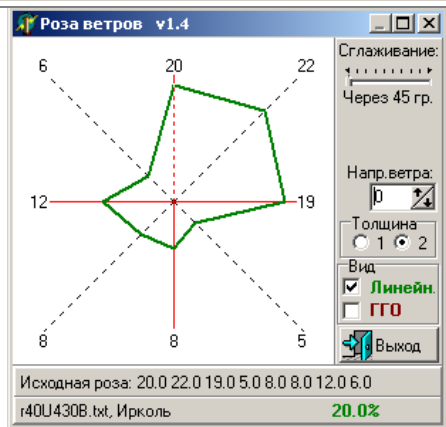 Роза ветров v1.4
6 20 22
12 19
8 8 5
Сглаживание:
Через 45 гр.
Напр.ветра:
0
Толщина
1 2
Вид
Линейн.
ГГО
Выход
Исходная роза: 20.0 22.0 19.0 5.0 8.0 8.0 12.0 6.0
r40U430B.txt, Ирколь 20.0%